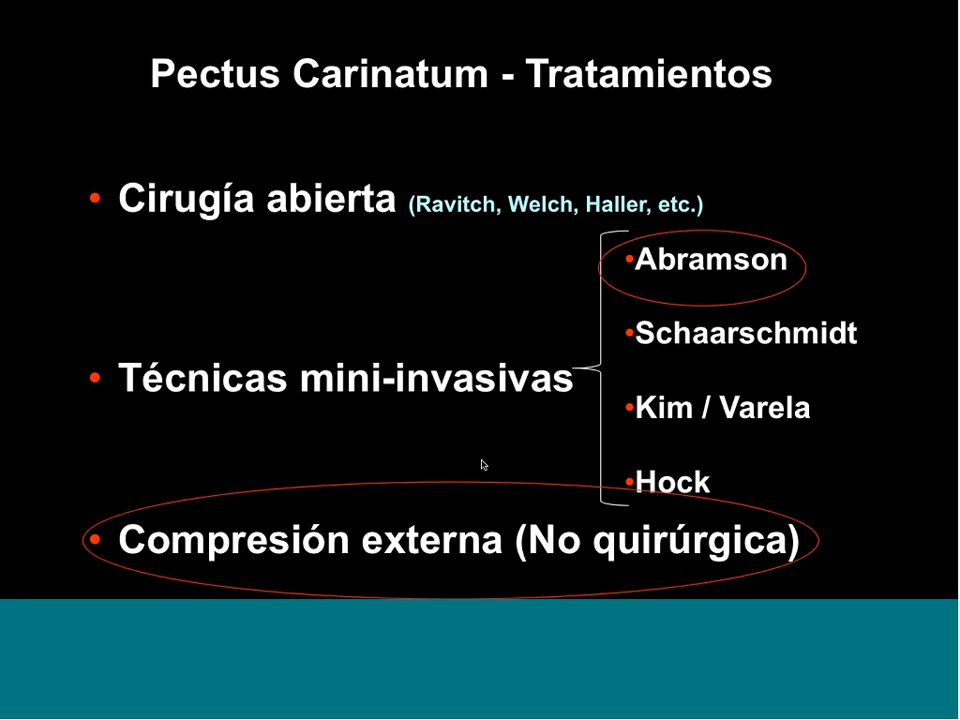 Pectus Carinatum - Tratamientos
• Cirugía abierta (Ravitch, Welch, Haller, etc.)
•Abramson
•Schaarschmidt
• Técnicas mini-invasivas
•Kim / Varela
•Hock
• Compresión externa (No quirúrgica)